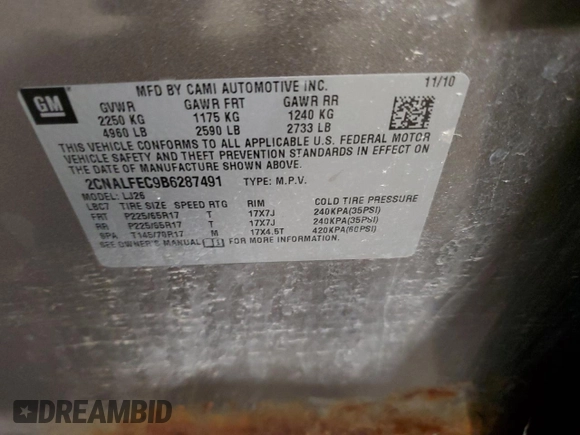 GM
MFD BY CAMI AUTOMOTIVE INC. 11/10
GVWR GAWR FRT GAWR RR
2250 KG 1175 KG 1240 KG
4960 LB 2590 LB 2733 LB
THIS VEHICLE CONFORMS TO ALL APPLICABLE U.S. FEDERAL MOTOR
VEHICLE SAFETY AND THEFT PREVENTION STANDARDS IN EFFECT ON
THE DATE OF MANUFACTURE SHOWN ABOVE.
2CNALFEC9B6287491 TYPE: M.P.V.
MODEL: LJ26
LBC7 TIRE SIZE SPEED RTG RIM COLD TIRE PRESSURE
FRT P225/65R17 T 17X7J 240KPA(35PSI)
RR P225/65R17 T 17X7J 240KPA(35PSI)
SPA T145/70R17 M 17X4.5T 420KPA(60PSI)
SEE OWNER'S MANUAL FOR ADDITIONAL INFORMATION.
DREAMBID